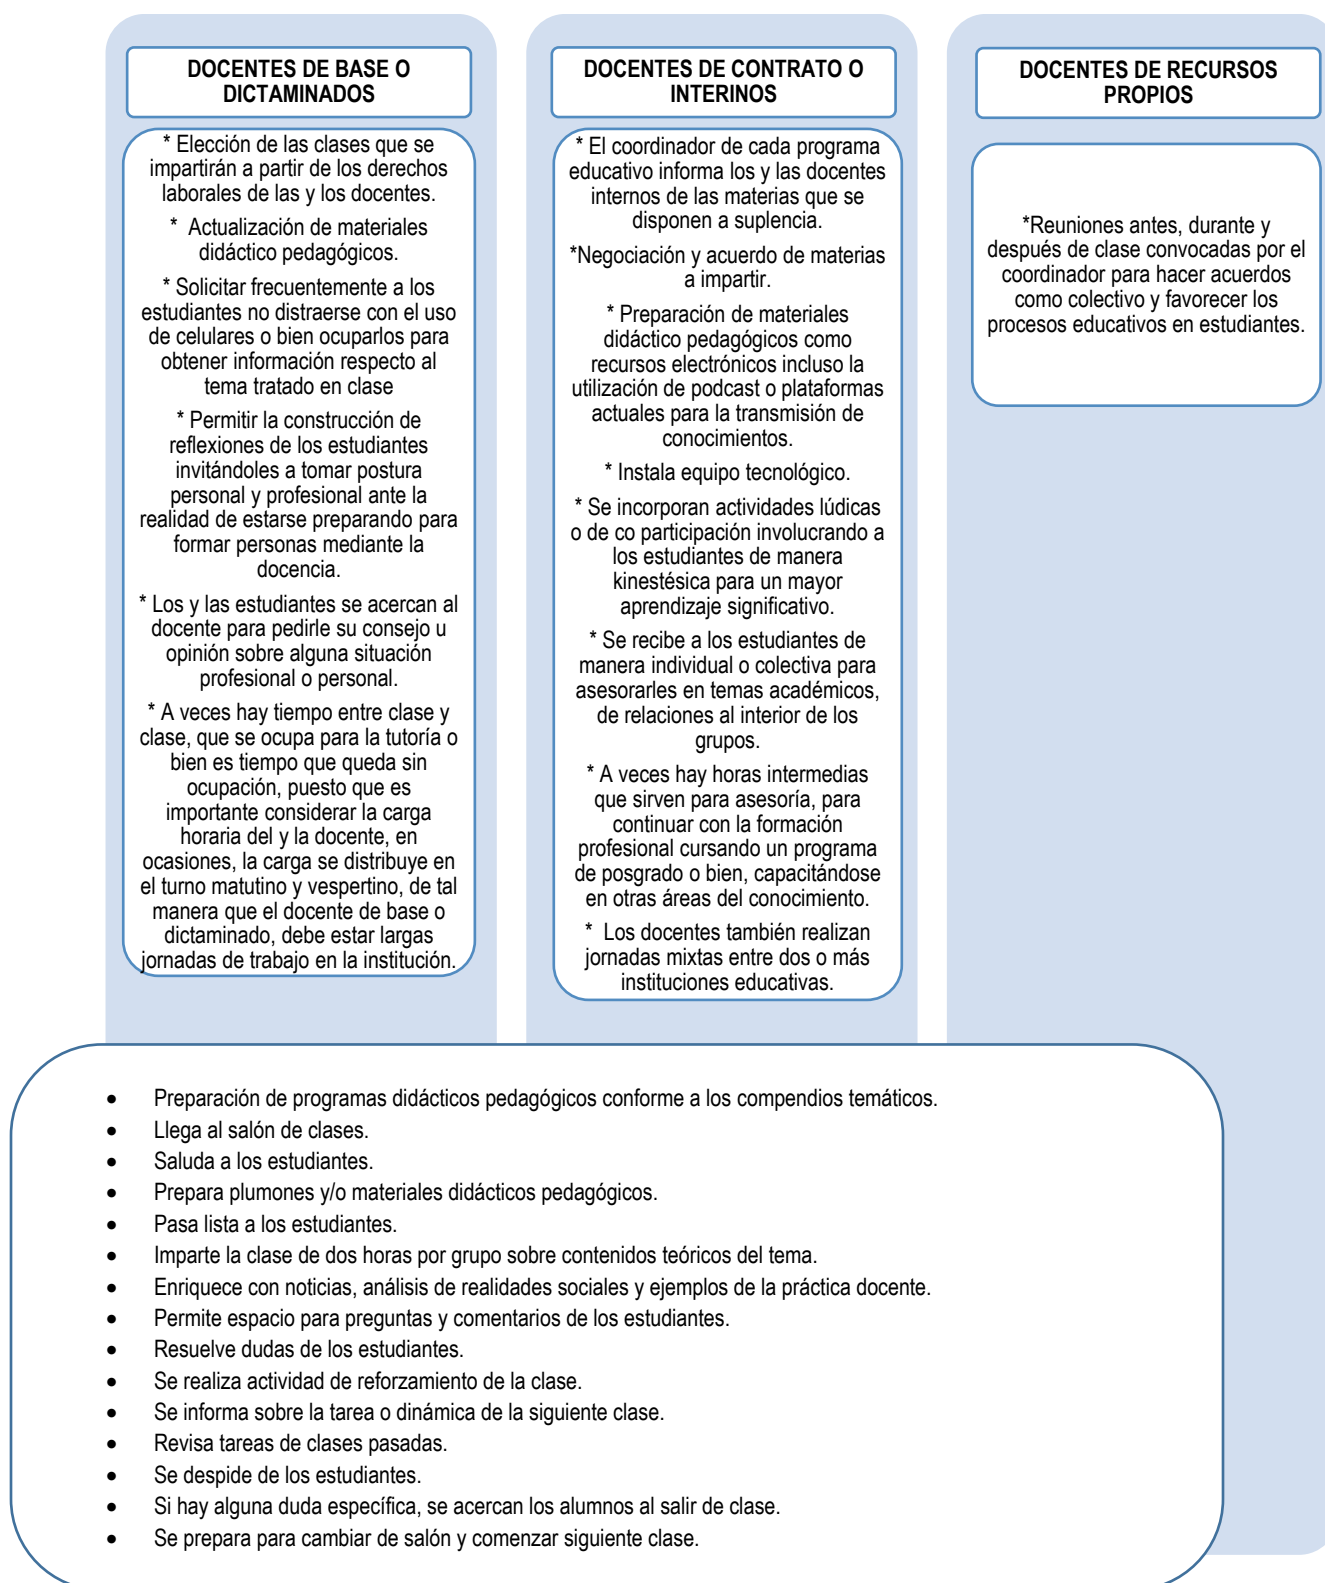 DOCENTES DE BASE O
DICTAMINADOS
* Elección de las clases que se
impartirán a partir de los derechos
laborales de las y los docentes.
* Actualización de materiales
didáctico pedagógicos.
* Solicitar frecuentemente a los
estudiantes no distraerse con el uso
de celulares o bien ocuparlos para
obtener información respecto al
tema tratado en clase
* Permitir la construcción de
reflexiones de los estudiantes
invitándoles a tomar postura
personal y profesional ante la
realidad de estarse preparando para
formar personas mediante la
docencia.
* Los y las estudiantes se acercan al
docente para pedirle su consejo u
opinión sobre alguna situación
profesional o personal.
* A veces hay tiempo entre clase y
clase, que se ocupa para la tutoría o
bien es tiempo que queda sin
ocupación, puesto que es
importante considerar la carga
horaria del y la docente, en
ocasiones, la carga se distribuye en
el turno matutino y vespertino, de tal
manera que el docente de base o
dictaminado, debe estar largas
jornadas de trabajo en la institución.
DOCENTES DE CONTRATO O
INTERINOS
* El coordinador de cada programa
educativo informa los y las docentes
internos de las materias que se
disponen a suplencia.
*Negociación y acuerdo de materias
a impartir.
* Preparación de materiales
didáctico pedagógicos como
recursos electrónicos incluso la
utilización de podcast o plataformas
actuales para la transmisión de
conocimientos.
* Instala equipo tecnológico.
* Se incorporan actividades lúdicas
o de co participación involucrando a
los estudiantes de manera
kinestésica para un mayor
aprendizaje significativo.
* Se recibe a los estudiantes de
manera individual o colectiva para
asesorarles en temas académicos,
de relaciones al interior de los
grupos.
* A veces hay horas intermedias
que sirven para asesoría, para
continuar con la formación
profesional cursando un programa
de posgrado o bien, capacitándose
en otras áreas del conocimiento.
* Los docentes también realizan
jornadas mixtas entre dos o más
instituciones educativas.
DOCENTES DE RECURSOS
PROPIOS
*Reuniones antes, durante y
después de clase convocadas por el
coordinador para hacer acuerdos
como colectivo y favorecer los
procesos educativos en estudiantes.
• Preparación de programas didácticos pedagógicos conforme a los compendios temáticos.
• Llega al salón de clases.
• Saluda a los estudiantes.
• Prepara plumones y/o materiales didácticos pedagógicos.
• Pasa lista a los estudiantes.
• Imparte la clase de dos horas por grupo sobre contenidos teóricos del tema.
• Enriquece con noticias, análisis de realidades sociales y ejemplos de la práctica docente.
• Permite espacio para preguntas y comentarios de los estudiantes.
• Resuelve dudas de los estudiantes.
• Se realiza actividad de reforzamiento de la clase.
• Se informa sobre la tarea o dinámica de la siguiente clase.
• Revisa tareas de clases pasadas.
• Se despide de los estudiantes.
• Si hay alguna duda específica, se acercan los alumnos al salir de clase.
• Se prepara para cambiar de salón y comenzar siguiente clase.